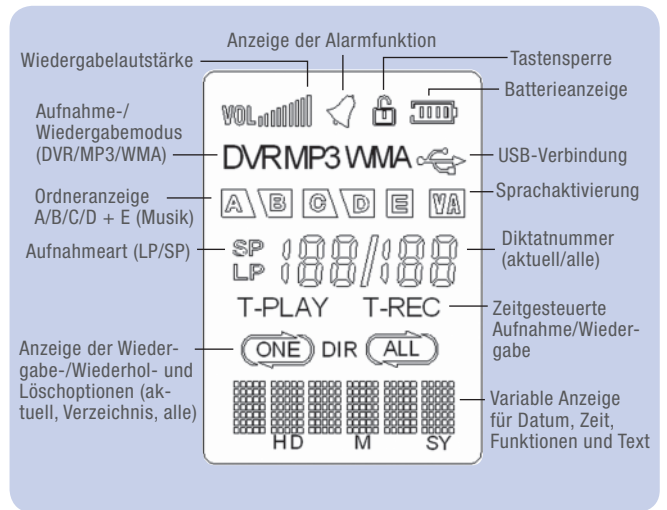 Anzeige der Alarmfunktion
Wiedergabelautstärke
Tastensperre
Batterieanzeige
VOL
Aufnahme-/
Wiedergabemodus
(DVR/MP3/WMA)
DVR MP3 WMA
USB-Verbindung
Ordneranzeige
A/B/C/D + E (Musik)
A B C D E VA
Sprachaktivierung
Aufnahmeart (LP/SP)
SP
LP
188/188
Diktatnummer
(aktuell/alle)
T-PLAY T-REC
Zeitgesteuerte
Aufnahme/Wieder-
gabe
Anzeige der Wieder-
gabe-/Wiederhol- und
Löschoptionen (ak-
tuell, Verzeichnis, alle)
ONE DIR ALL
Variable Anzeige
für Datum, Zeit,
Funktionen und Text
HD M SY